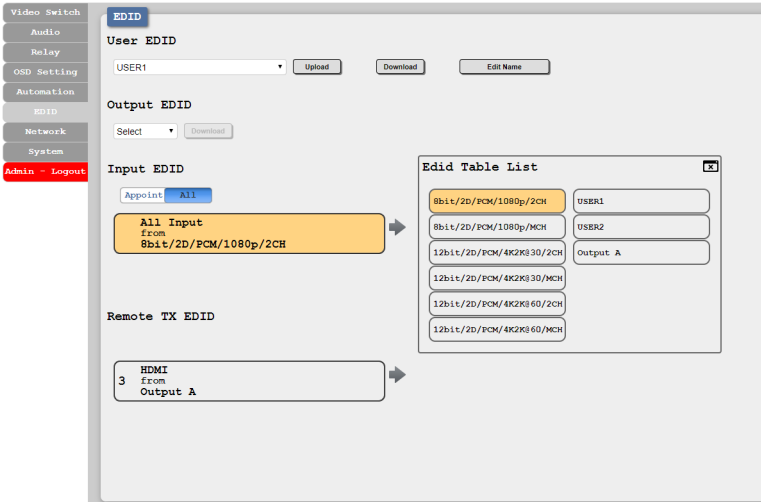 Video Switch
Audio
Relay
OSD Setting
Automation
EDID
Network
System
Admin - Logout
EDID
User EDID
USER1
Upload
Download
Edit Name
Output EDID
Select
Download
Input EDID
Appoint
All
All Input
from
8bit/2D/PCM/1080p/2CH
Edid Table List
8bit/2D/PCM/1080p/2CH
USER1
8bit/2D/PCM/1080p/MCH
USER2
12bit/2D/PCM/4K2K@30/2CH
Output A
12bit/2D/PCM/4K2K@30/MCH
12bit/2D/PCM/4K2K@60/2CH
12bit/2D/PCM/4K2K@60/MCH
Remote TX EDID
3
HDMI
from
Output A